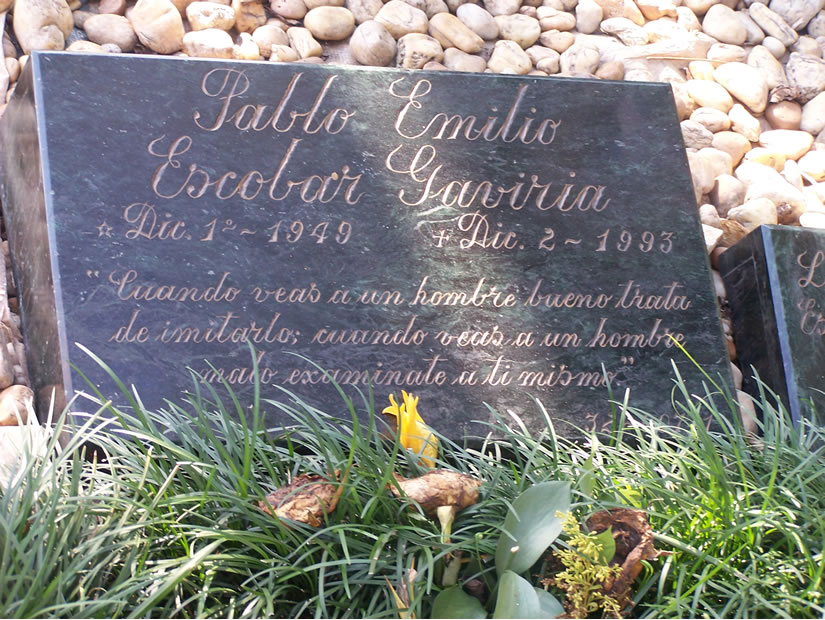 Pablo Emilio
Escobar Gaviria
☆ Dic. 1º ~ 1949 ✝ Dic. 2 ~ 1993
"Cuando veas a un hombre bueno trata
de imitarlo; cuando veas a un hombre
malo examinate a ti mismo."